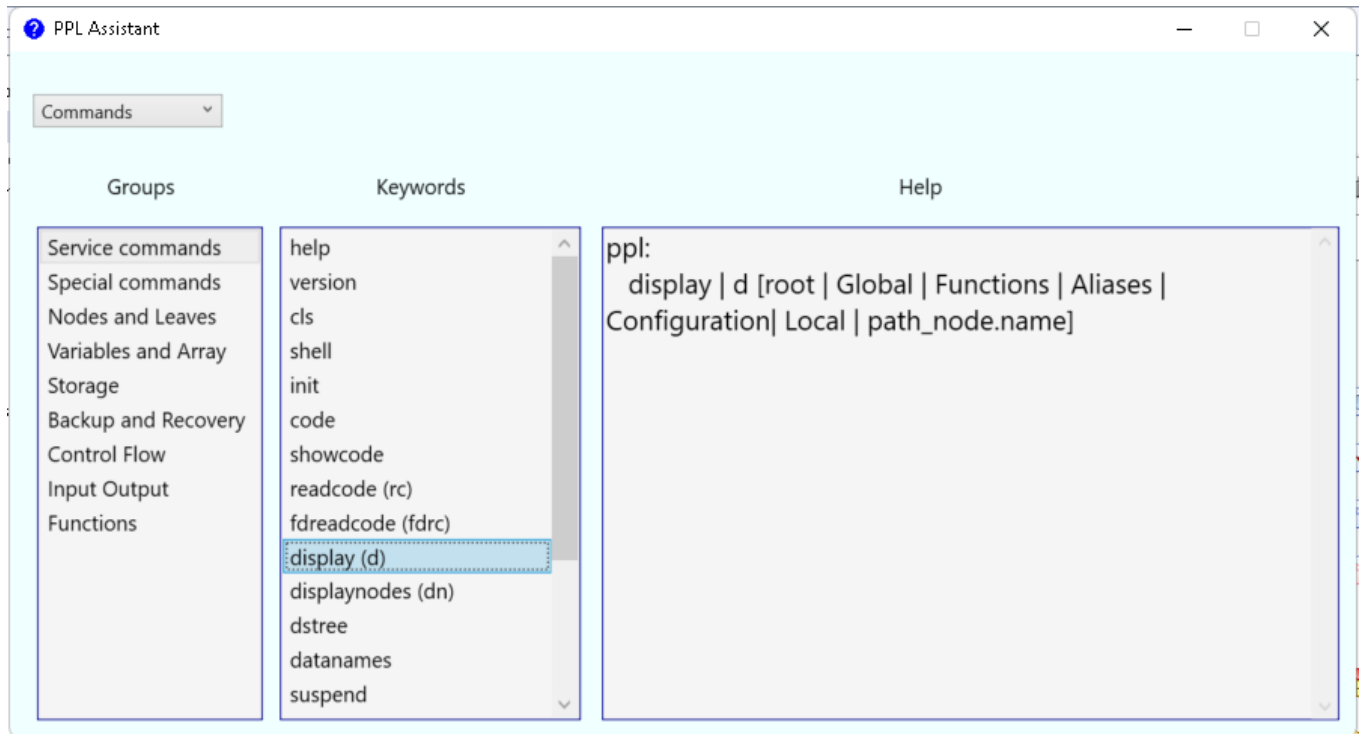 PPL Assistant
Commands
Groups
Keywords
Help
Service commands
Special commands
Nodes and Leaves
Variables and Array
Storage
Backup and Recovery
Control Flow
Input Output
Functions
help
version
cls
shell
init
code
showcode
readcode (rc)
fdreadcode (fdrc)
display (d)
displaynodes (dn)
dstree
datanames
suspend
ppl:
display | d [root | Global | Functions | Aliases |
Configuration| Local | path_node.name]